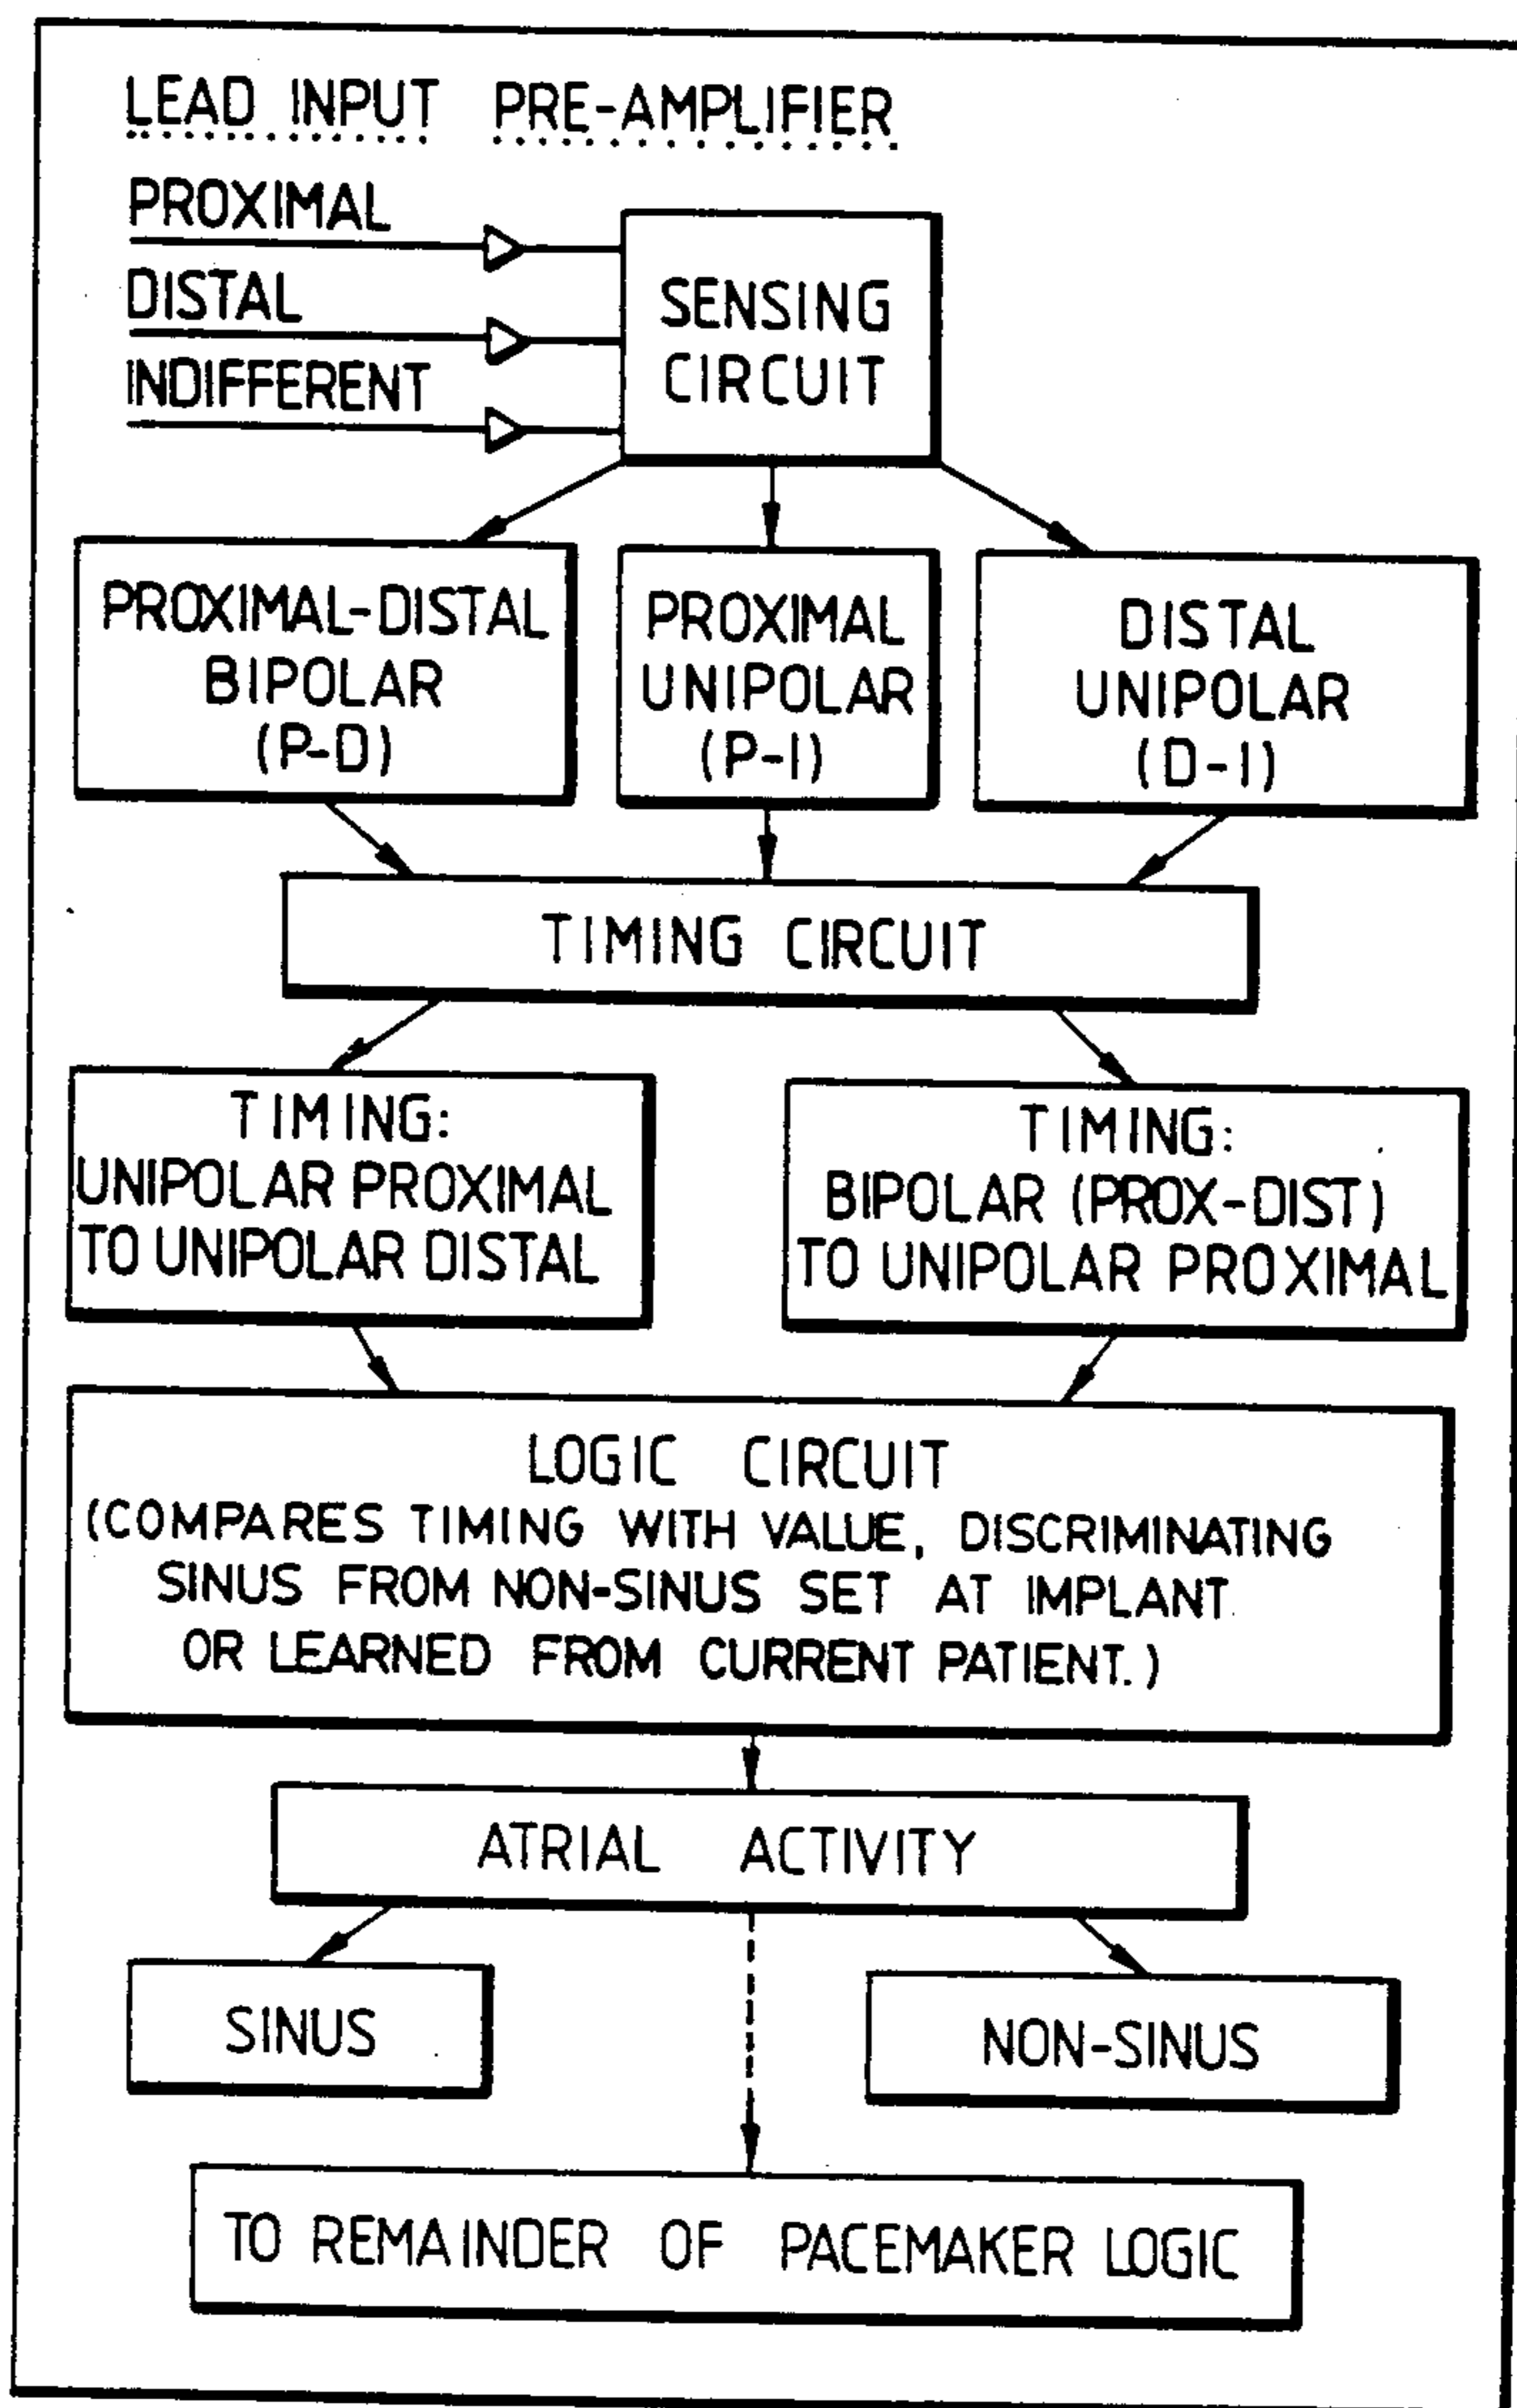 LEAD INPUT PRE-AMPLIFIER
PROXIMAL
DISTAL
INDIFFERENT
SENSING
CIRCUIT
PROXIMAL-DISTAL
BIPOLAR
(P-D)
PROXIMAL
UNIPOLAR
(P-I)
DISTAL
UNIPOLAR
(D-I)
TIMING CIRCUIT
TIMING:
UNIPOLAR PROXIMAL
TO UNIPOLAR DISTAL
TIMING:
BIPOLAR (PROX-DIST)
TO UNIPOLAR PROXIMAL
LOGIC CIRCUIT
(COMPARES TIMING WITH VALUE, DISCRIMINATING
SINUS FROM NON-SINUS SET AT IMPLANT
OR LEARNED FROM CURRENT PATIENT.)
ATRIAL ACTIVITY
SINUS
NON-SINUS
TO REMAINDER OF PACEMAKER LOGIC